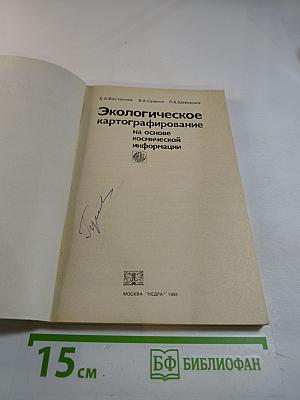 Е.А.Востокова В.А.Сущеня Л.А.Шевченко
Экологическое
картографирование
на основе
космической
информации
МОСКВА "НЕДРА" 1988
15 см
БФ БИБЛИОФАН